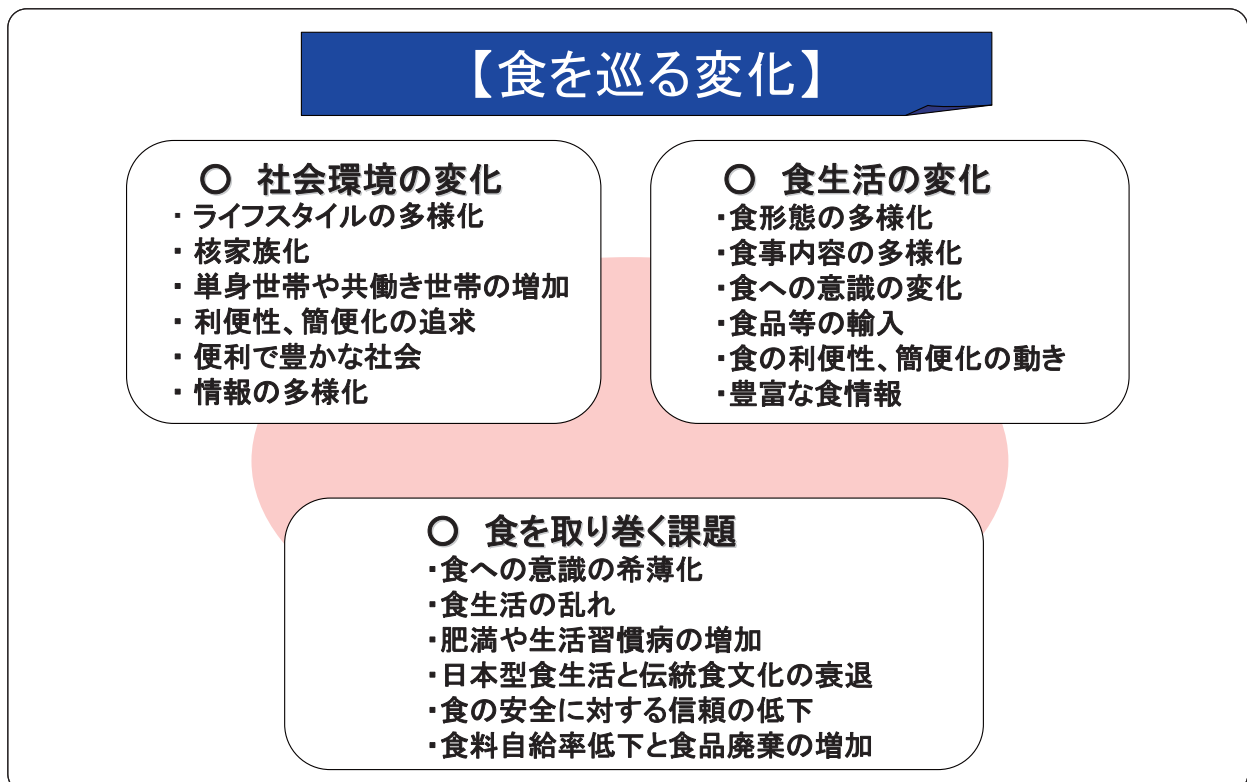 【食を巡る変化】
○ 社会環境の変化
・ライフスタイルの多様化
・核家族化
・単身世帯や共働き世帯の増加
・利便性、簡便化の追求
・便利で豊かな社会
・情報の多様化
○ 食生活の変化
・食形態の多様化
・食事内容の多様化
・食への意識の変化
・食品等の輸入
・食の利便性、簡便化の動き
・豊富な食情報
○ 食を取り巻く課題
・食への意識の希薄化
・食生活の乱れ
・肥満や生活習慣病の増加
・日本型食生活と伝統食文化の衰退
・食の安全に対する信頼の低下
・食料自給率低下と食品廃棄の増加